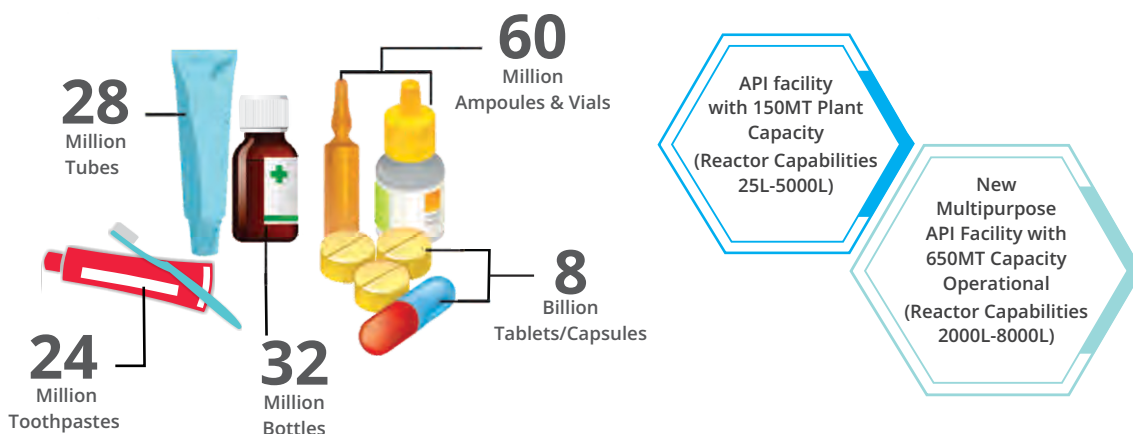 60
Million
Ampoules & Vials
28
Million
Tubes
8
Billion
Tablets/Capsules
24
Million
Toothpastes
32
Million
Bottles
API facility
with 150MT Plant
Capacity
(Reactor Capabilities
25L-5000L)
New
Multipurpose
API Facility with
650MT Capacity
Operational
(Reactor Capabilities
2000L-8000L)